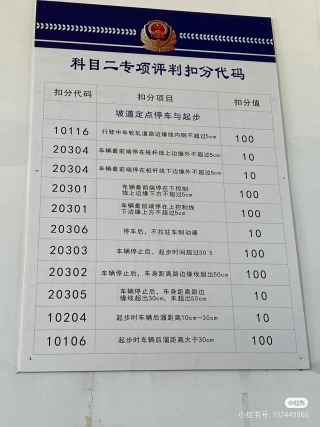 科目二专项评判扣分代码
扣分代码 扣分项目 扣分值
坡道定点停车与起步
10116 行驶中车轮轧道路边缘线内侧不超过5cm 100
20304 车辆最前端停在桩杆线上边缘外不超过5cm 10
20304 车辆最前端停在桩杆线下边缘外不超过5cm 10
20301 车辆最前端停在下控制
线上边缘下方不超过5cm 100
20301 车辆最前端停在上控制线
下边缘上方不超过5cm 100
20306 停车后，不拉驻车制动器 10
20303 车辆停止后，起步时间超过30 S 100
20302 车辆停止后，车身距离路边缘线超出50cm 100
20305 车辆停止后，车身距离路边
缘线超出30cm，未超出50cm 10
10204 起步时车辆后溜距离10cm～30cm 10
10106 起步时车辆后溜距离大于30cm 100
小红书
小红书号: 192449866